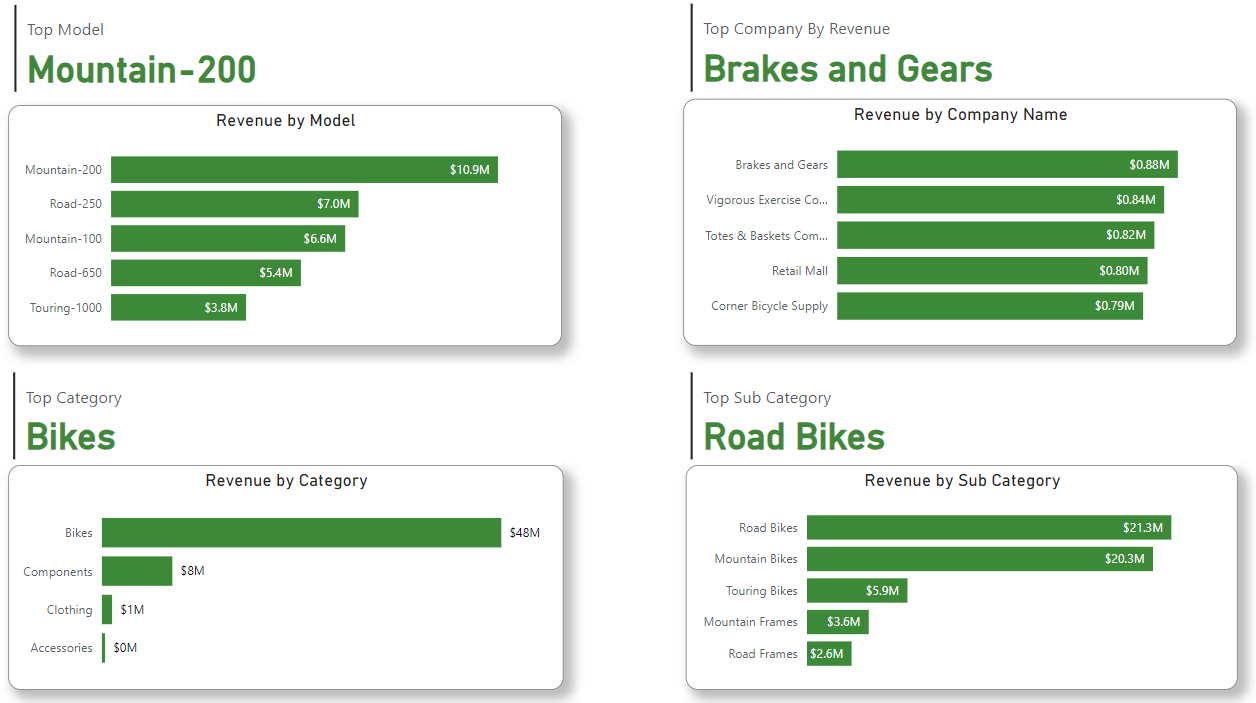 Top Model
Mountain-200
Revenue by Model
Mountain-200 $10.9M
Road-250 $7.0M
Mountain-100 $6.6M
Road-650 $5.4M
Touring-1000 $3.8M
Top Company By Revenue
Brakes and Gears
Revenue by Company Name
Brakes and Gears $0.88M
Vigorous Exercise Co... $0.84M
Totes & Baskets Com... $0.82M
Retail Mall $0.80M
Corner Bicycle Supply $0.79M
Top Category
Bikes
Revenue by Category
Bikes $48M
Components $8M
Clothing $1M
Accessories $0M
Top Sub Category
Road Bikes
Revenue by Sub Category
Road Bikes $21.3M
Mountain Bikes $20.3M
Touring Bikes $5.9M
Mountain Frames $3.6M
Road Frames $2.6M